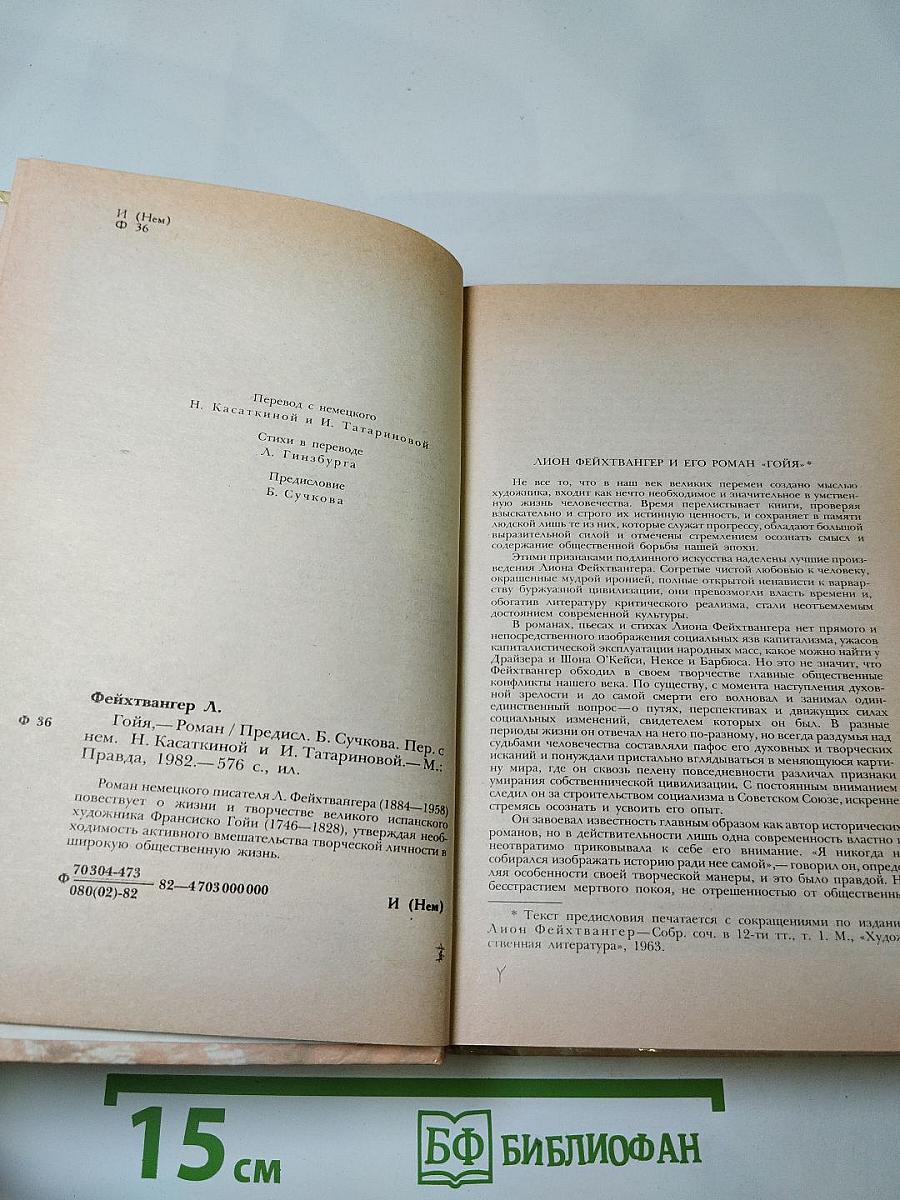 И (Нем)
Ф 36
Перевод с немецкого
Н. Касаткиной и И. Татариновой
Стихи в переводе
Л. Гинзбурга
Предисловие
Б. Сучкова
Фейхтвангер Л.
Ф 36
Гойя,— Роман / Предисл. Б. Сучкова. Пер. с
нем. Н. Касаткиной и И. Татариновой.— М.:
Правда, 1982.— 576 с., ил.
Роман немецкого писателя Л. Фейхтвангера (1884—1958)
повествует о жизни и творчестве великого испанского
художника Франсиско Гойи (1746—1828), утверждая необ-
ходимость активного вмешательства творческой личности в
широкую общественную жизнь.
Ф 70304-473
080(02)-82 82—4703000000
И (Нем)
ЛИОН ФЕЙХТВАНГЕР И ЕГО РОМАН «ГОЙЯ»*
Не все то, что в наш век великих перемен создано мыслью
художника, входит как нечто необходимое и значительное в умствен-
ную жизнь человечества. Время перелистывает книги, проверяя
взыскательно и строго их истинную ценность, и сохраняет в памяти
людской лишь те из них, которые служат прогрессу, обладают большой
выразительной силой и отмечены стремлением осознать смысл и
содержание общественной борьбы нашей эпохи.
Этими признаками подлинного искусства наделены лучшие произ-
ведения Лиона Фейхтвангера. Согретые чистой любовью к человеку,
окрашенные мудрой иронией, полные открытой ненависти к варвар-
ству буржуазной цивилизации, они превозмогли власть времени и,
обогатив литературу критического реализма, стали неотъемлемым
достоянием современной культуры.
В романах, пьесах и стихах Лиона Фейхтвангера нет прямого и
непосредственного изображения социальных язв капитализма, ужасов
капиталистической эксплуатации народных масс, какое можно найти у
Драйзера и Шона О'Кейси, Нексе и Барбюса. Но это не значит, что
Фейхтвангер обходил в своем творчестве главные общественные
конфликты нашего века. По существу, с момента наступления духов-
ной зрелости и до самой смерти его волновал и занимал один-
единственный вопрос—о путях, перспективах и движущих силах
социальных изменений, свидетелем которых он был. В разные
периоды жизни он отвечал на него по-разному, но всегда раздумья над
судьбами человечества составляли пафос его духовных и творческих
исканий и понуждали пристально вглядываться в меняющуюся карти-
ну мира, где он сквозь пелену повседневности различал признаки
умирания собственнической цивилизации. С постоянным вниманием
следил он за строительством социализма в Советском Союзе, искренне
стремясь осознать и усвоить его опыт.
Он завоевал известность главным образом как автор исторических
романов, но в действительности лишь одна современность властно и
неотвратимо приковывала к себе его внимание. «Я никогда н
собирался изображать историю ради нее самой»,— говорил он, опреде
ляя особенности своей творческой манеры, и это было правдой. Н
бесстрастием мертвого покоя, не отрешенностью от общественны
* Текст предисловия печатается с сокращениями по издани
Лион Фейхтвангер—Собр. соч. в 12-ти тт., т. 1. М., «Худож
ственная литература», 1963.
15 см
БФ БИБЛИОФАН